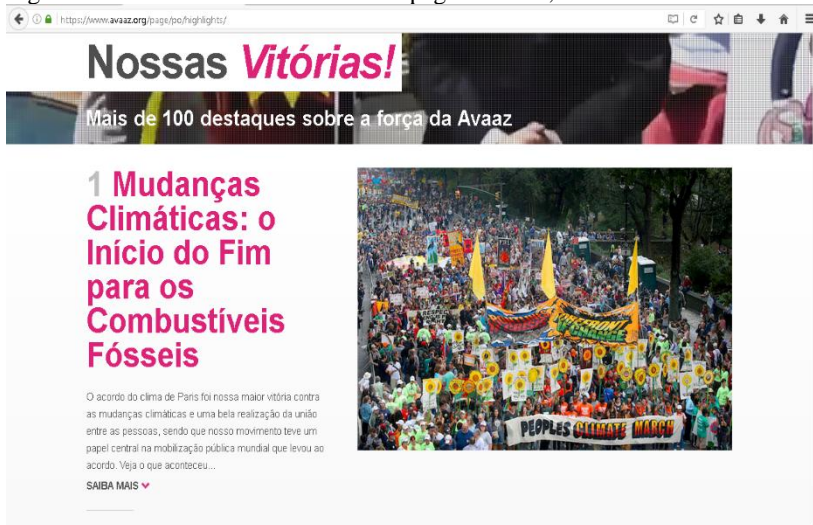 https://www.avaaz.org/page/po/highlights/
Nossas Vitórias!
Mais de 100 destaques sobre a força da Avaaz
1 Mudanças
Climáticas: o
Início do Fim
para os
Combustíveis
Fósseis
O acordo do clima de Paris foi nossa maior vitória contra
as mudanças climáticas e uma bela realização da união
entre as pessoas, sendo que nosso movimento teve um
papel central na mobilização pública mundial que levou ao
acordo. Veja o que aconteceu...
SAIBA MAIS
FOREFRONT
CHANGE
PEOPLES CLIMATE MARCH